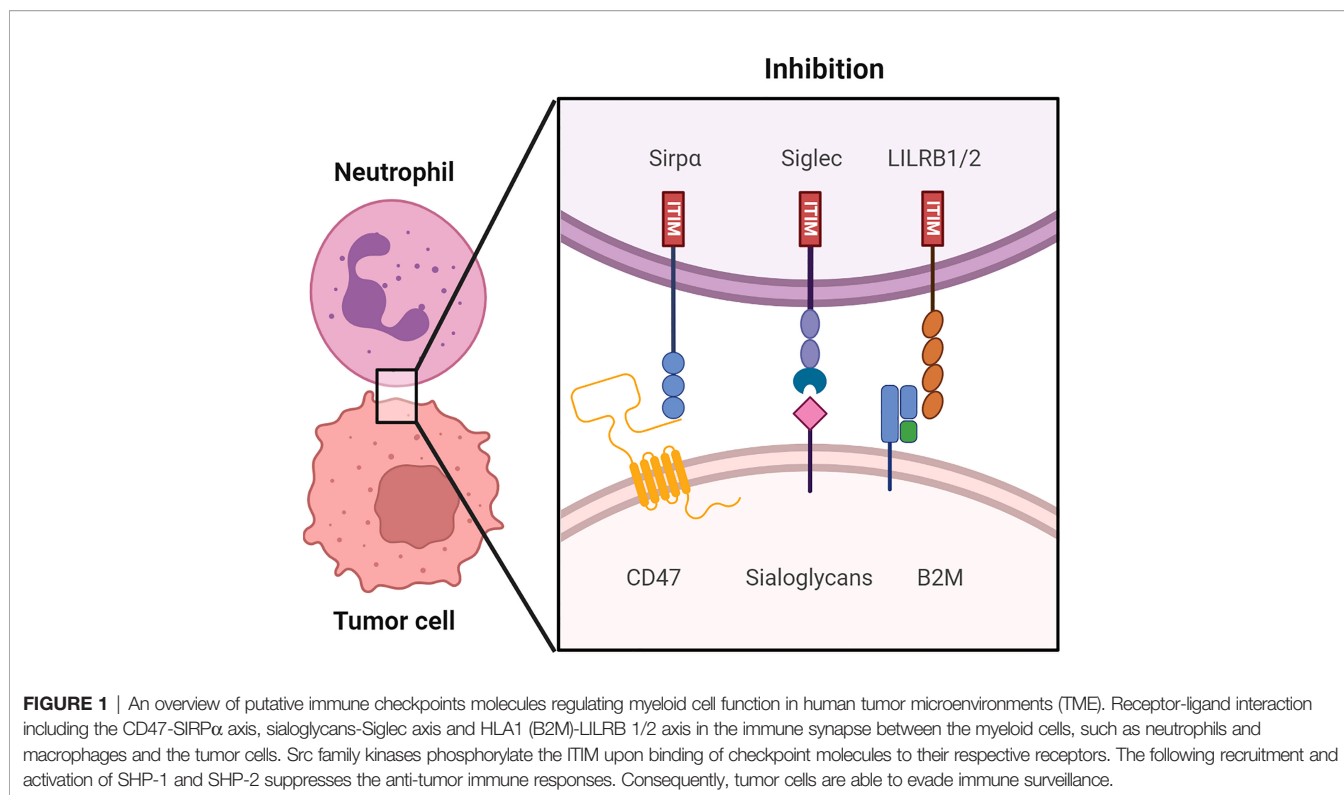 Inhibition
Neutrophil
Sirpα Siglec LILRB1/2
ITIM ITIM ITIM
CD47 Sialoglycans B2M
Tumor cell
FIGURE 1 | An overview of putative immune checkpoints molecules regulating myeloid cell function in human tumor microenvironments (TME). Receptor-ligand interaction
including the CD47-SIRPα axis, sialoglycans-Siglec axis and HLA1 (B2M)-LILRB 1/2 axis in the immune synapse between the myeloid cells, such as neutrophils and
macrophages and the tumor cells. Src family kinases phosphorylate the ITIM upon binding of checkpoint molecules to their respective receptors. The following recruitment and
activation of SHP-1 and SHP-2 suppresses the anti-tumor immune responses. Consequently, tumor cells are able to evade immune surveillance.